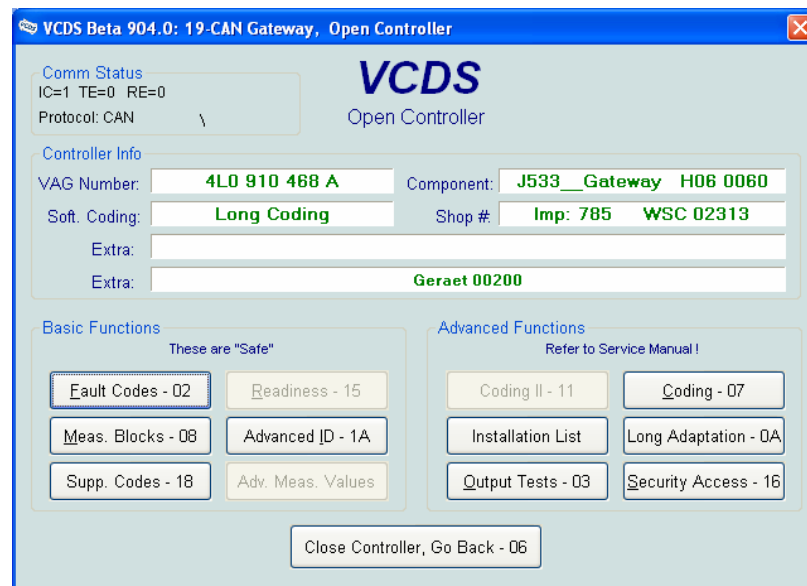 VCDS Beta 904.0: 19-CAN Gateway, Open Controller
Comm Status
IC=1 TE=0 RE=0
Protocol: CAN \
VCDS
Open Controller
Controller Info
VAG Number: 4L0 910 468 A Component: J533__Gateway H06 0060
Soft. Coding: Long Coding Shop #: Imp: 785 WSC 02313
Extra:
Extra: Geraet 00200
Basic Functions
These are "Safe"
Fault Codes - 02 Readiness - 15
Meas. Blocks - 08 Advanced ID - 1A
Supp. Codes - 18 Adv. Meas. Values
Advanced Functions
Refer to Service Manual !
Coding II - 11 Coding - 07
Installation List Long Adaptation - 0A
Output Tests - 03 Security Access - 16
Close Controller, Go Back - 06